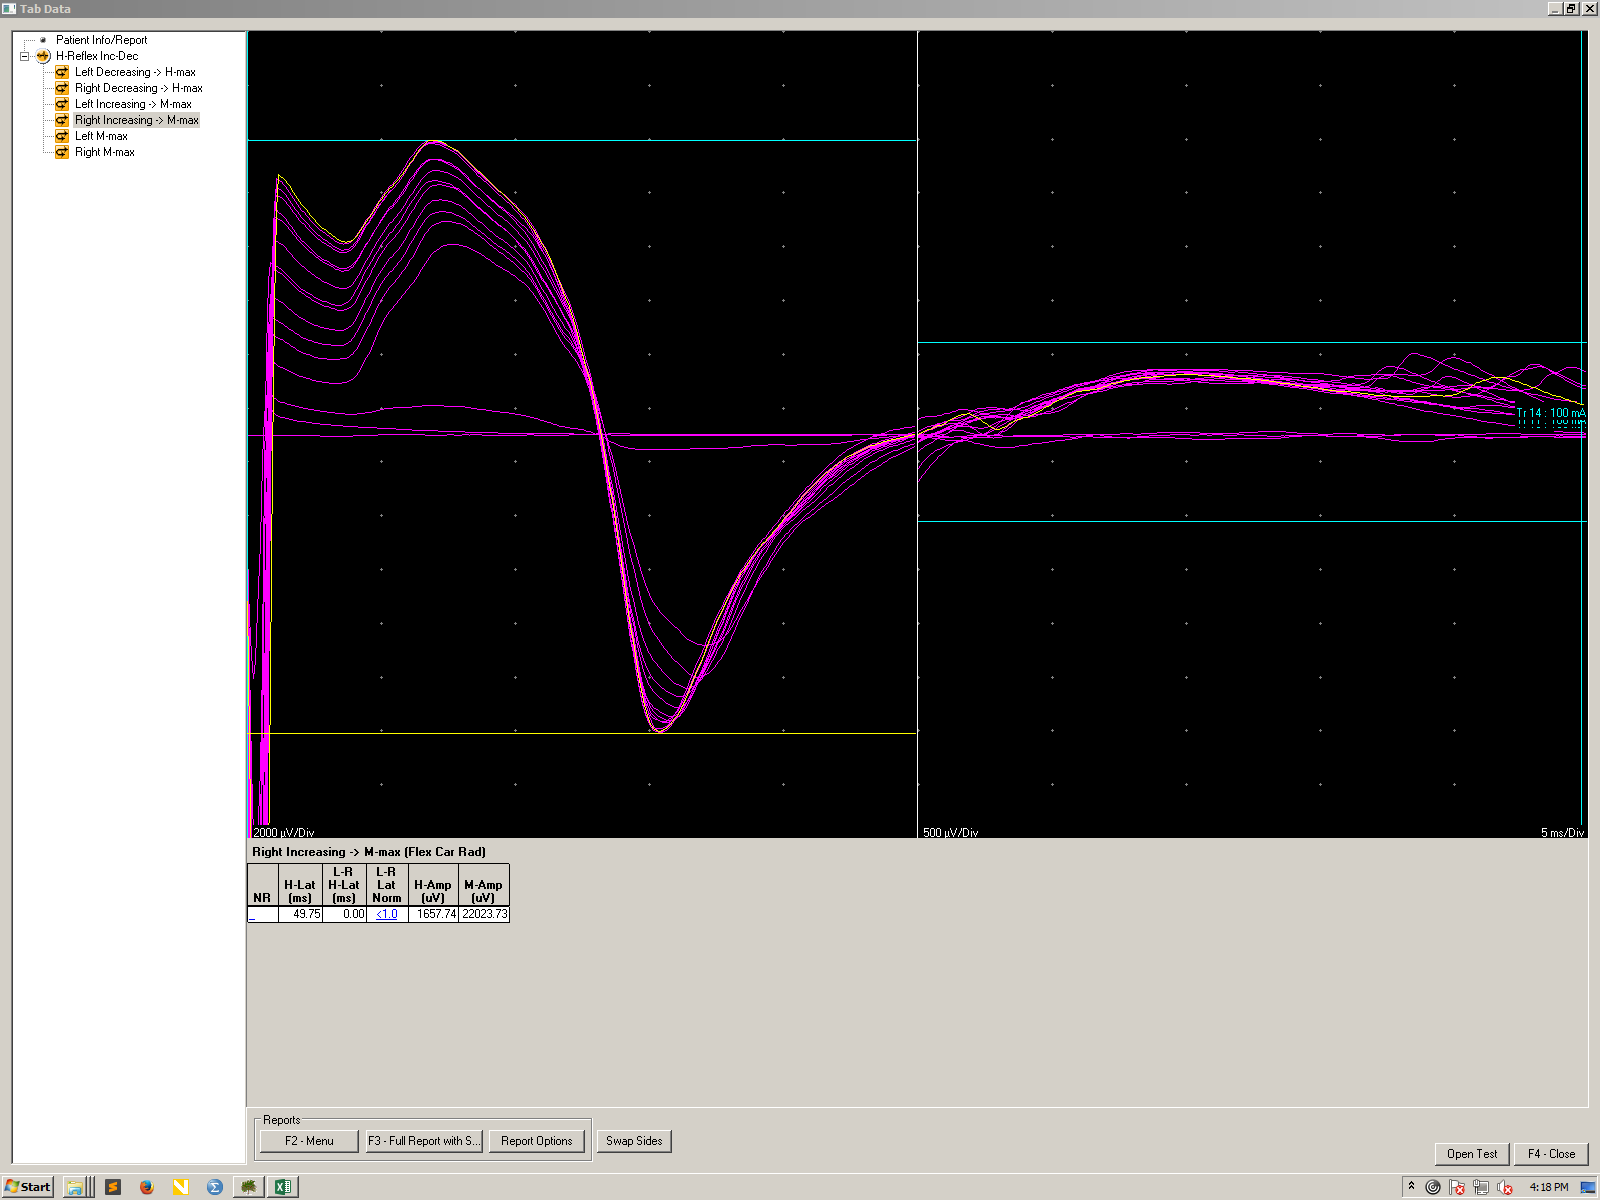 Tab Data
Patient Info/Report
H-Reflex Inc-Dec
Left Decreasing -> H-max
Right Decreasing -> H-max
Left Increasing -> M-max
Right Increasing -> M-max
Left M-max
Right M-max
Tr 14 : 100 mA
2000 µV/Div
500 µV/Div
5 ms/Div
Right Increasing -> M-max (Flex Car Rad)
NR H-Lat (ms) L-R H-Lat (ms) L-R Lat Norm H-Amp (uV) M-Amp (uV)
_ 49.75 0.00 <1.0 1657.74 22023.73
Reports
F2 - Menu
F3 - Full Report with S...
Report Options
Swap Sides
Open Test
F4 - Close
Start
4:18 PM